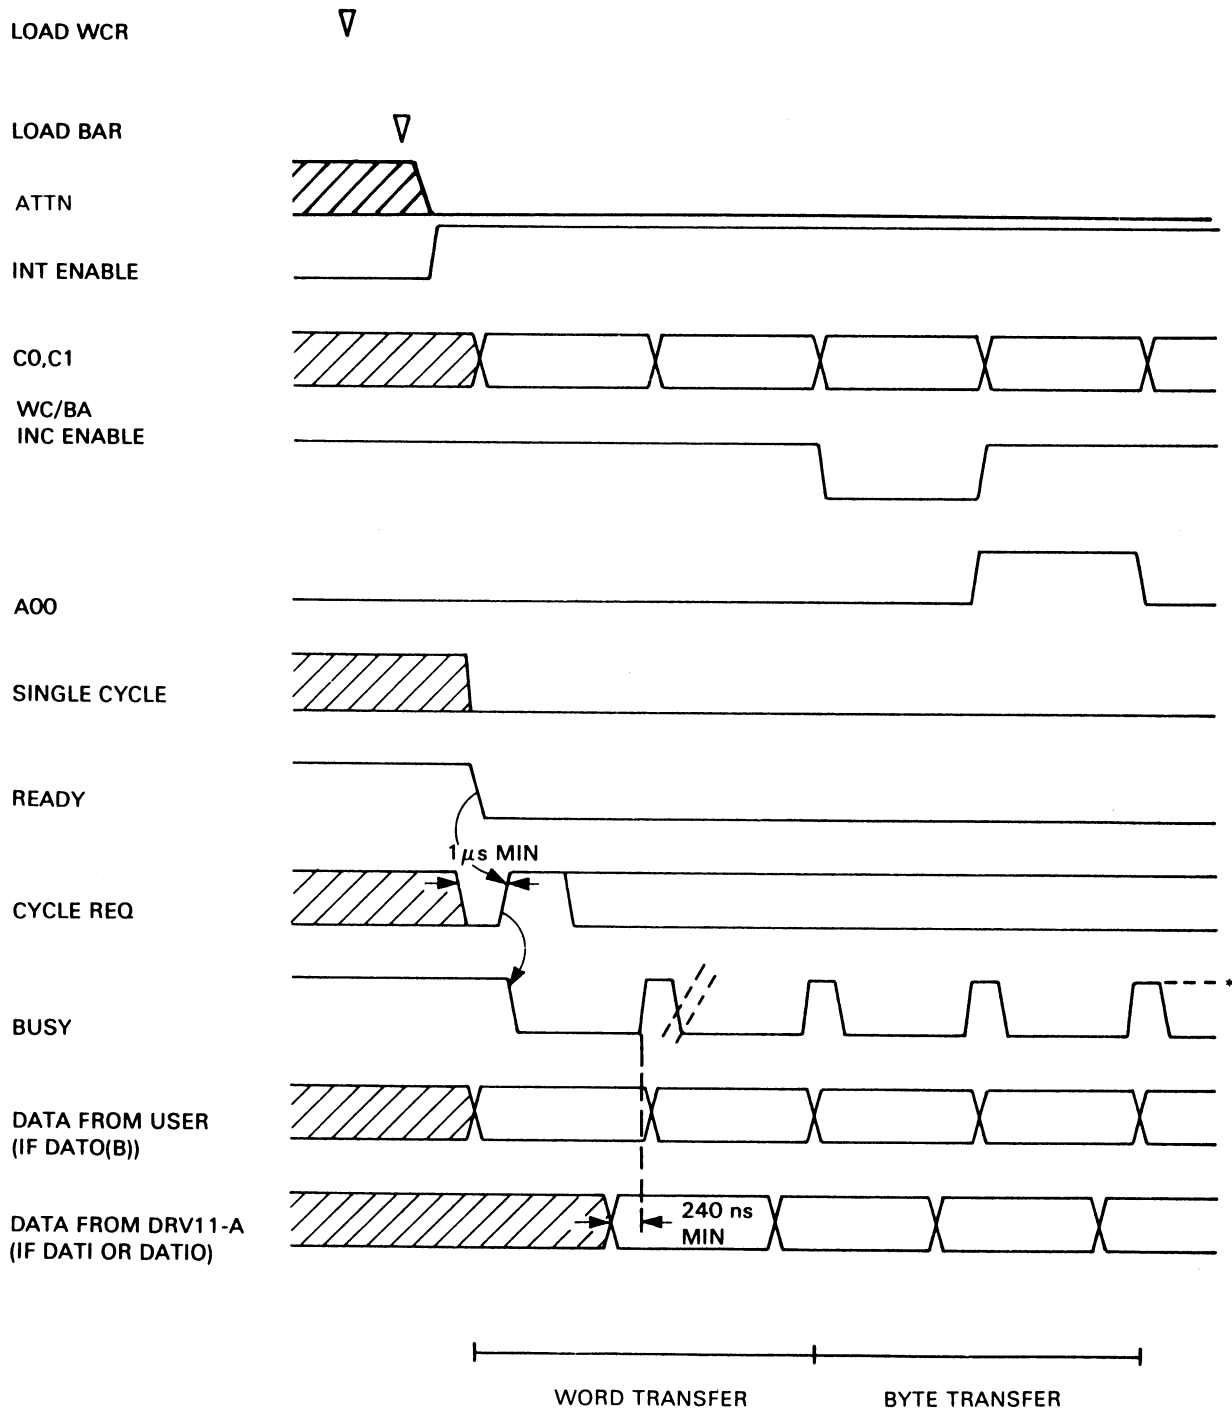 LOAD WCR
LOAD BAR
ATTN
INT ENABLE
C0,C1
WC/BA
INC ENABLE
A00
SINGLE CYCLE
READY
1 μs MIN
CYCLE REQ
*
BUSY
DATA FROM USER
(IF DATO(B))
DATA FROM DRV11-A
(IF DATI OR DATIO)
240 ns
MIN
WORD TRANSFER
BYTE TRANSFER